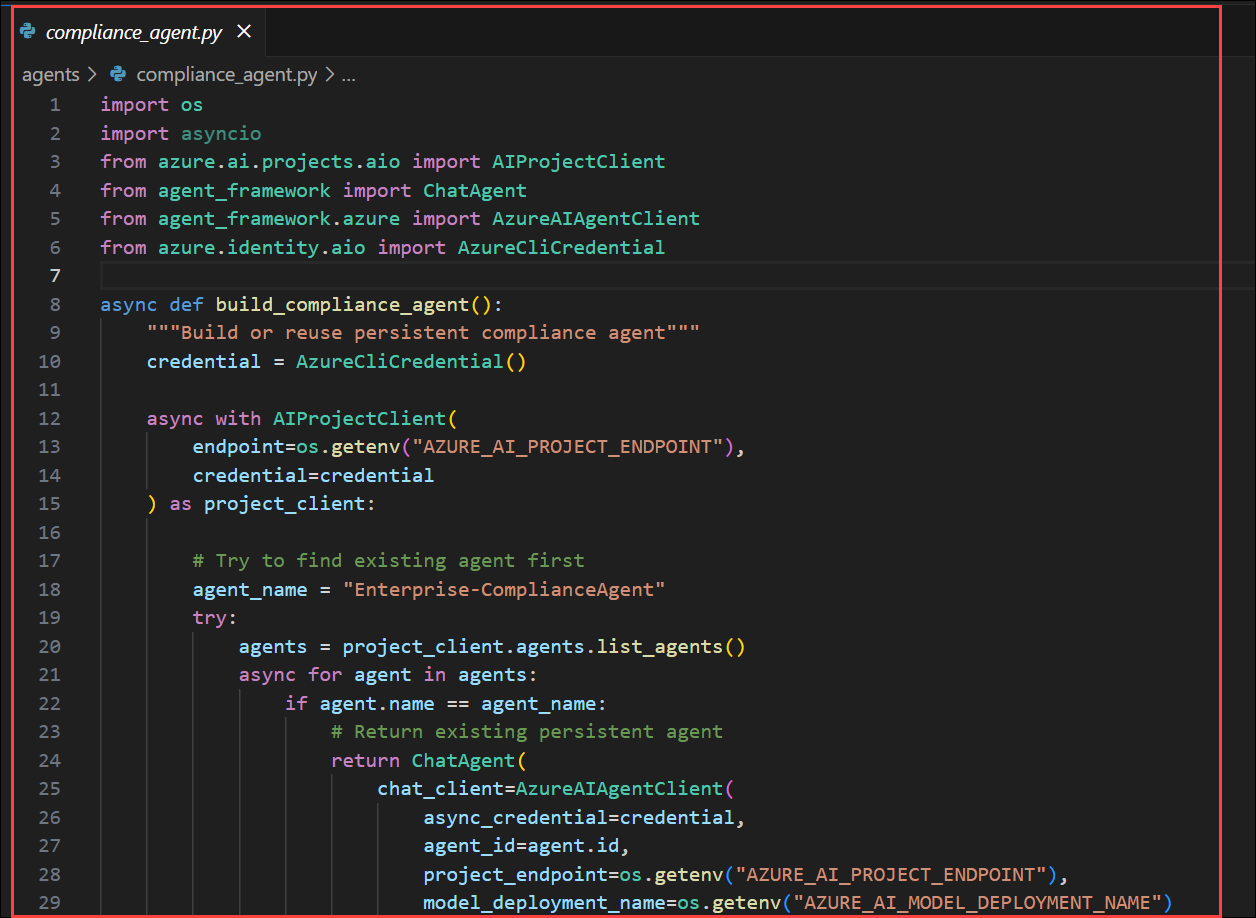 compliance_agent.py ×
agents > compliance_agent.py > ...
1 import os
2 import asyncio
3 from azure.ai.projects.aio import AIProjectClient
4 from agent_framework import ChatAgent
5 from agent_framework.azure import AzureAIAgentClient
6 from azure.identity.aio import AzureCliCredential
7
8 async def build_compliance_agent():
9     """Build or reuse persistent compliance agent"""
10     credential = AzureCliCredential()
11
12     async with AIProjectClient(
13         endpoint=os.getenv("AZURE_AI_PROJECT_ENDPOINT"),
14         credential=credential
15     ) as project_client:
16
17         # Try to find existing agent first
18         agent_name = "Enterprise-ComplianceAgent"
19         try:
20             agents = project_client.agents.list_agents()
21             async for agent in agents:
22                 if agent.name == agent_name:
23                     # Return existing persistent agent
24                     return ChatAgent(
25                         chat_client=AzureAIAgentClient(
26                             async_credential=credential,
27                             agent_id=agent.id,
28                             project_endpoint=os.getenv("AZURE_AI_PROJECT_ENDPOINT"),
29                             model_deployment_name=os.getenv("AZURE_AI_MODEL_DEPLOYMENT_NAME")